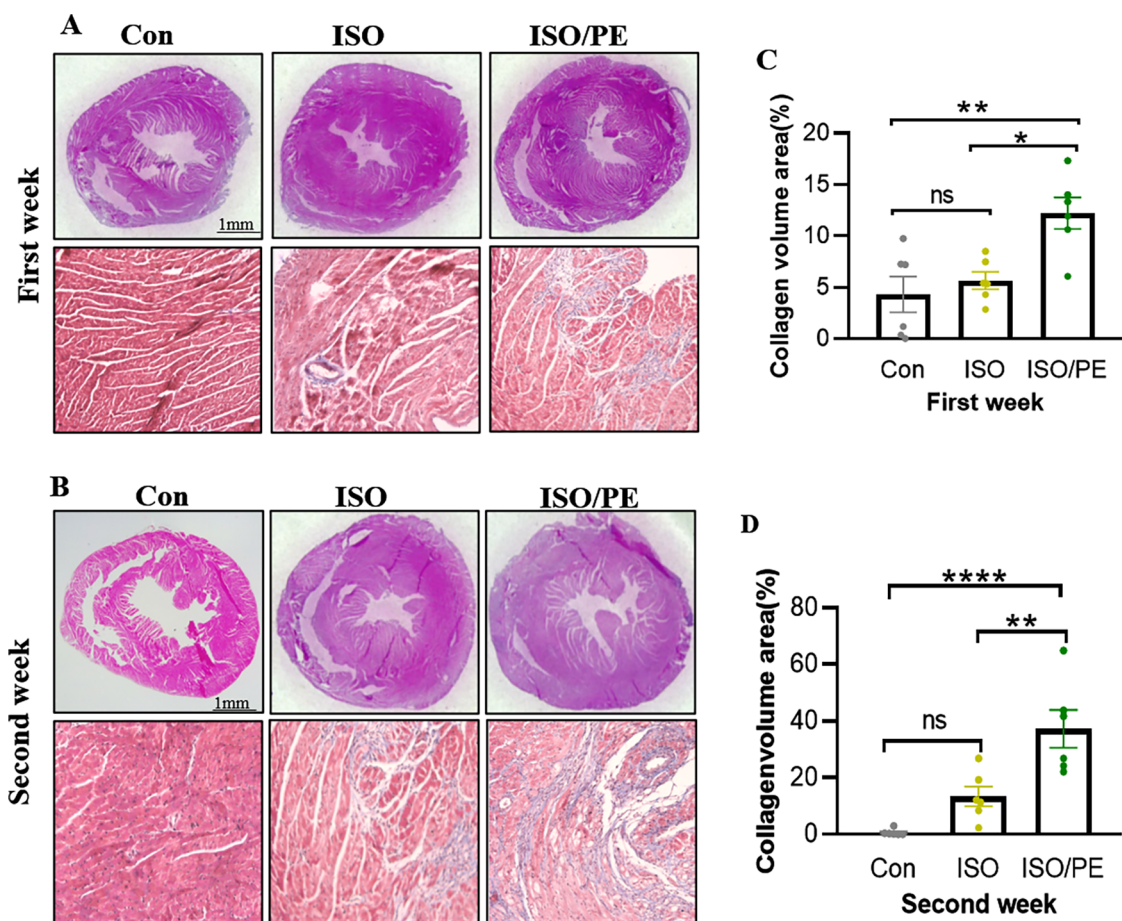 A
Con
ISO
ISO/PE
First week
1mm
B
Con
ISO
ISO/PE
Second week
1mm
C
Collagen volume area(%)
20
15
10
5
0
**
*
ns
Con
ISO
ISO/PE
First week
D
Collagenvolume area(%)
80
60
40
20
0
****
**
ns
Con
ISO
ISO/PE
Second week